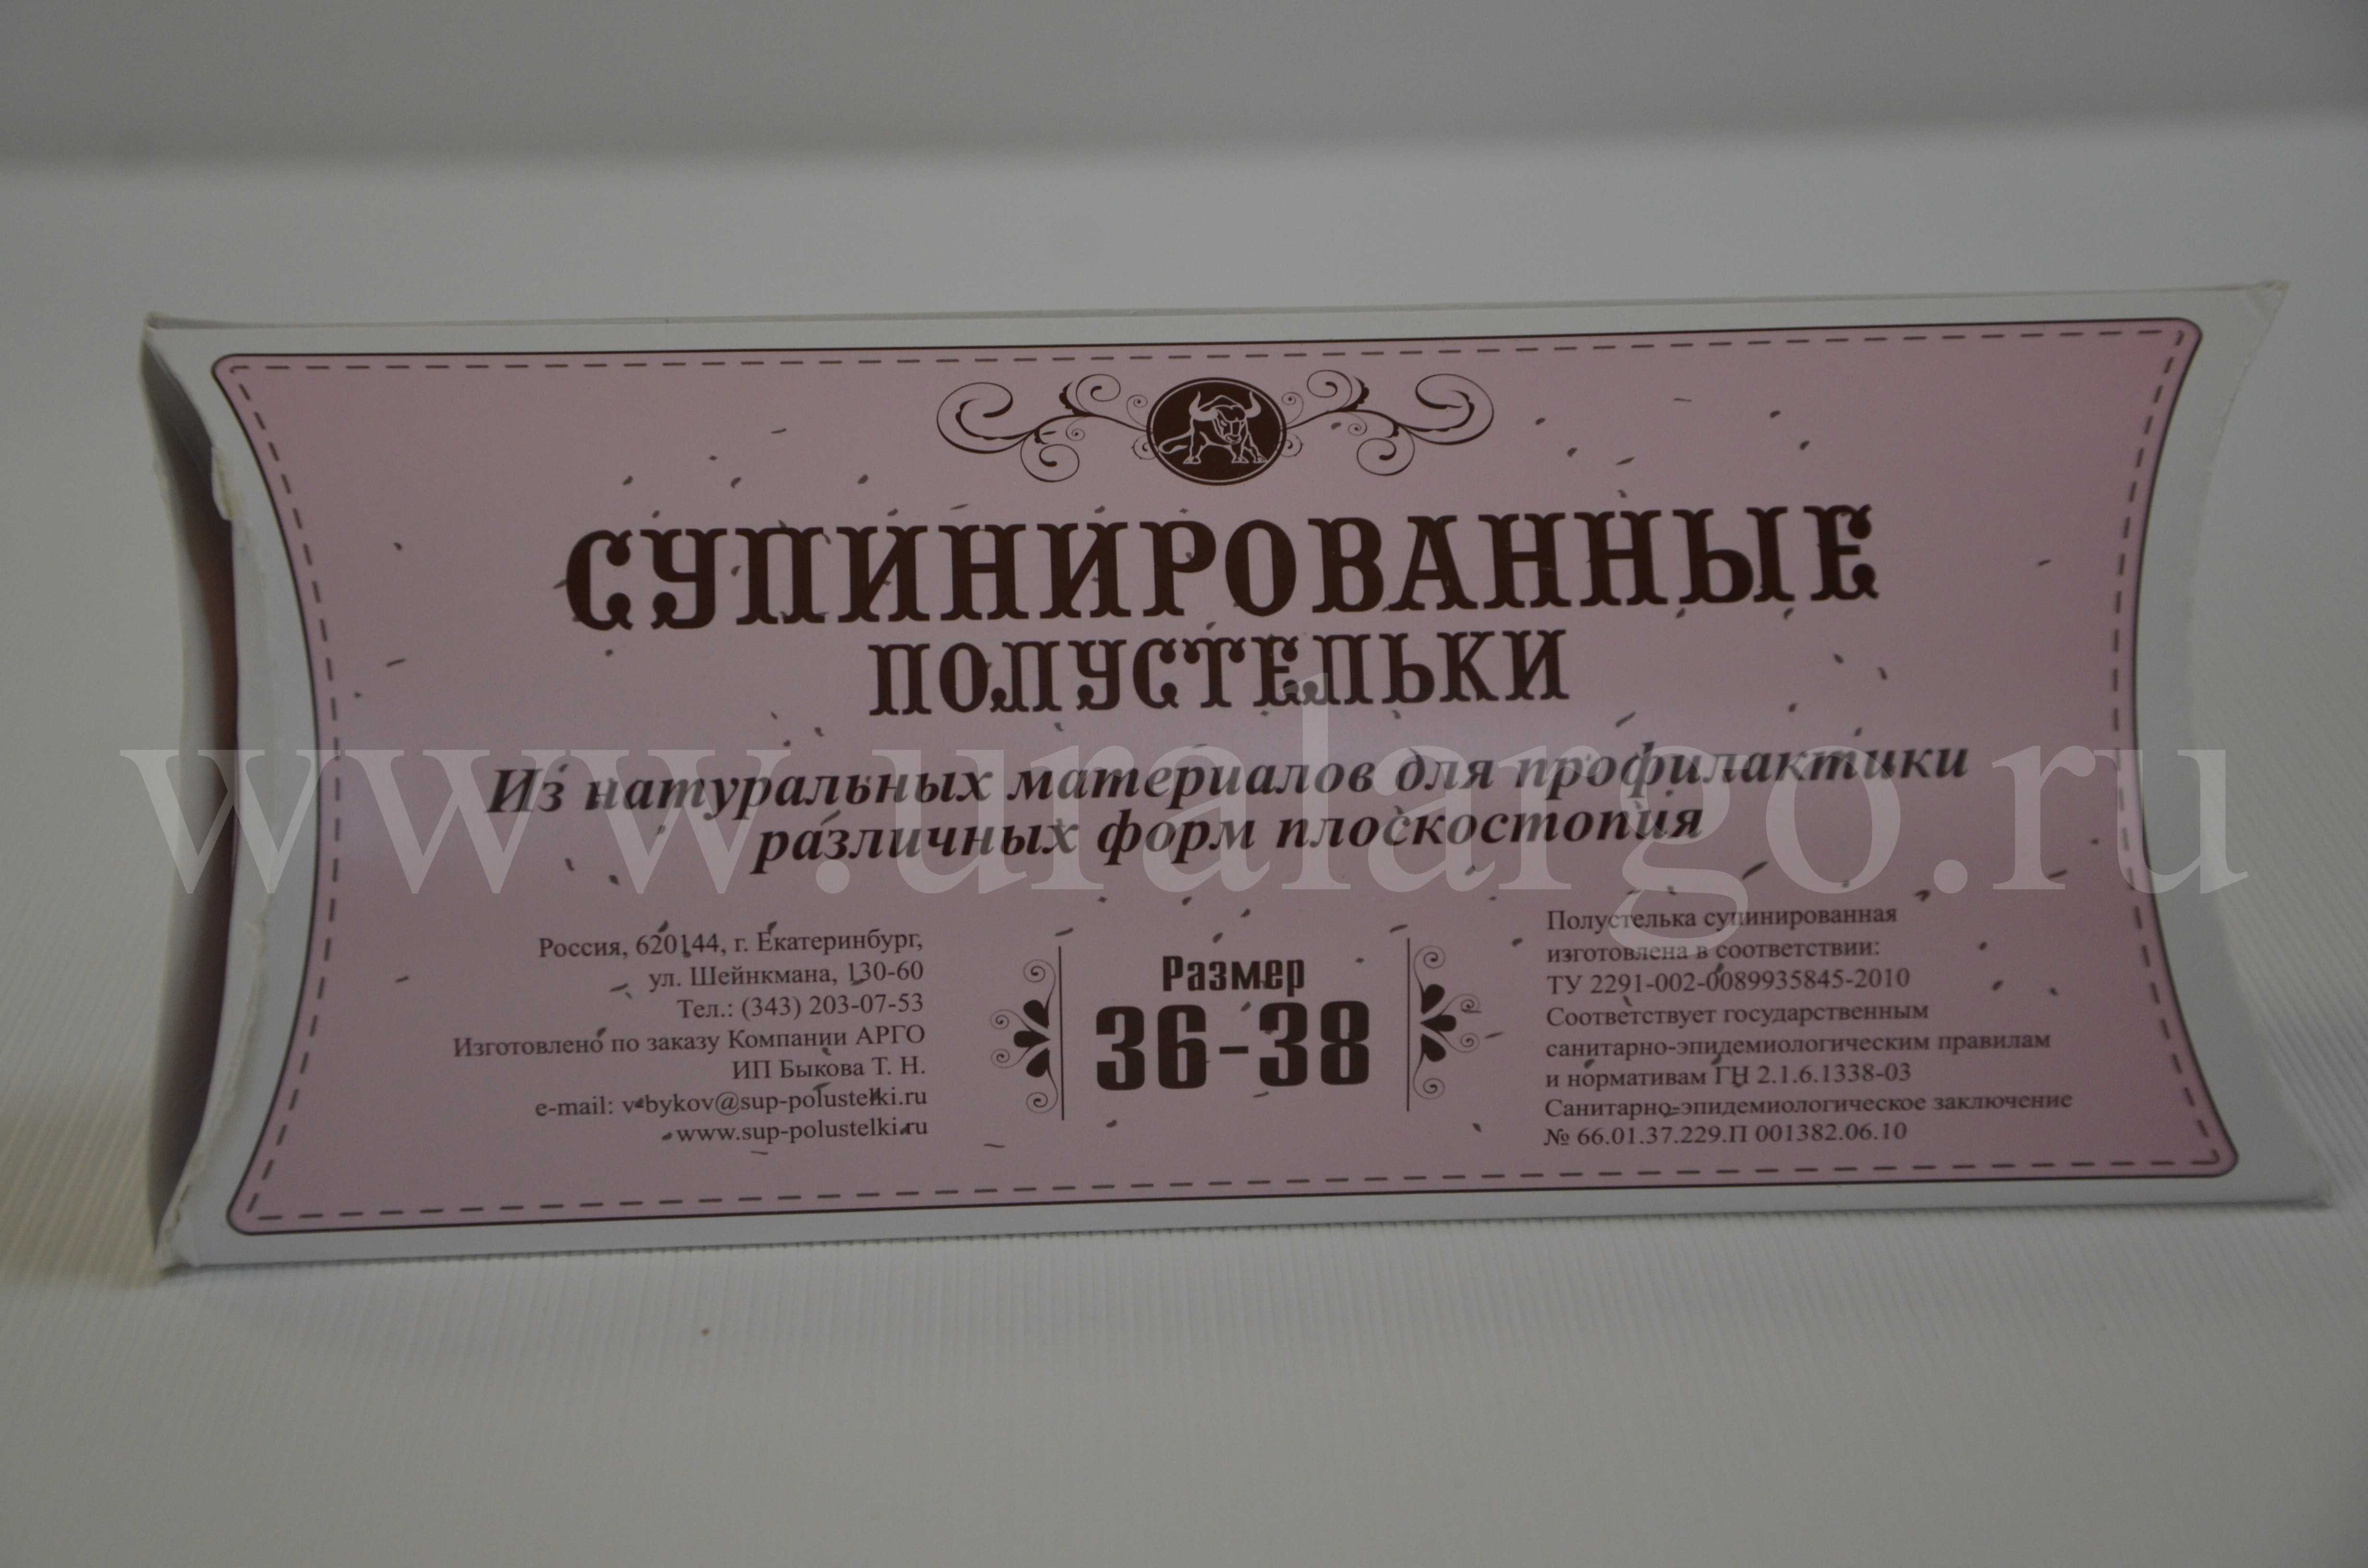 СУПИНИРОВАННЫЕ
ПОЛУСТЕЛЬКИ
Из натуральных материалов для профилактики
различных форм плоскостопия
www.uralargo.ru
Россия, 620144, г. Екатеринбург,
ул. Шейнкмана, 130-60
Тел.: (343) 203-07-53
Изготовлено по заказу Компании АРГО
ИП Быкова Т. Н.
e-mail: v-bykov@sup-polustelki.ru
www.sup-polustelki.ru
Размер
36-38
Полустелька супинированная
изготовлена в соответствии:
ТУ 2291-002-0089935845-2010
Соответствует государственным
санитарно-эпидемиологическим правилам
и нормативам ГН 2.1.6.1338-03
Санитарно-эпидемиологическое заключение
№ 66.01.37.229.П 001382.06.10